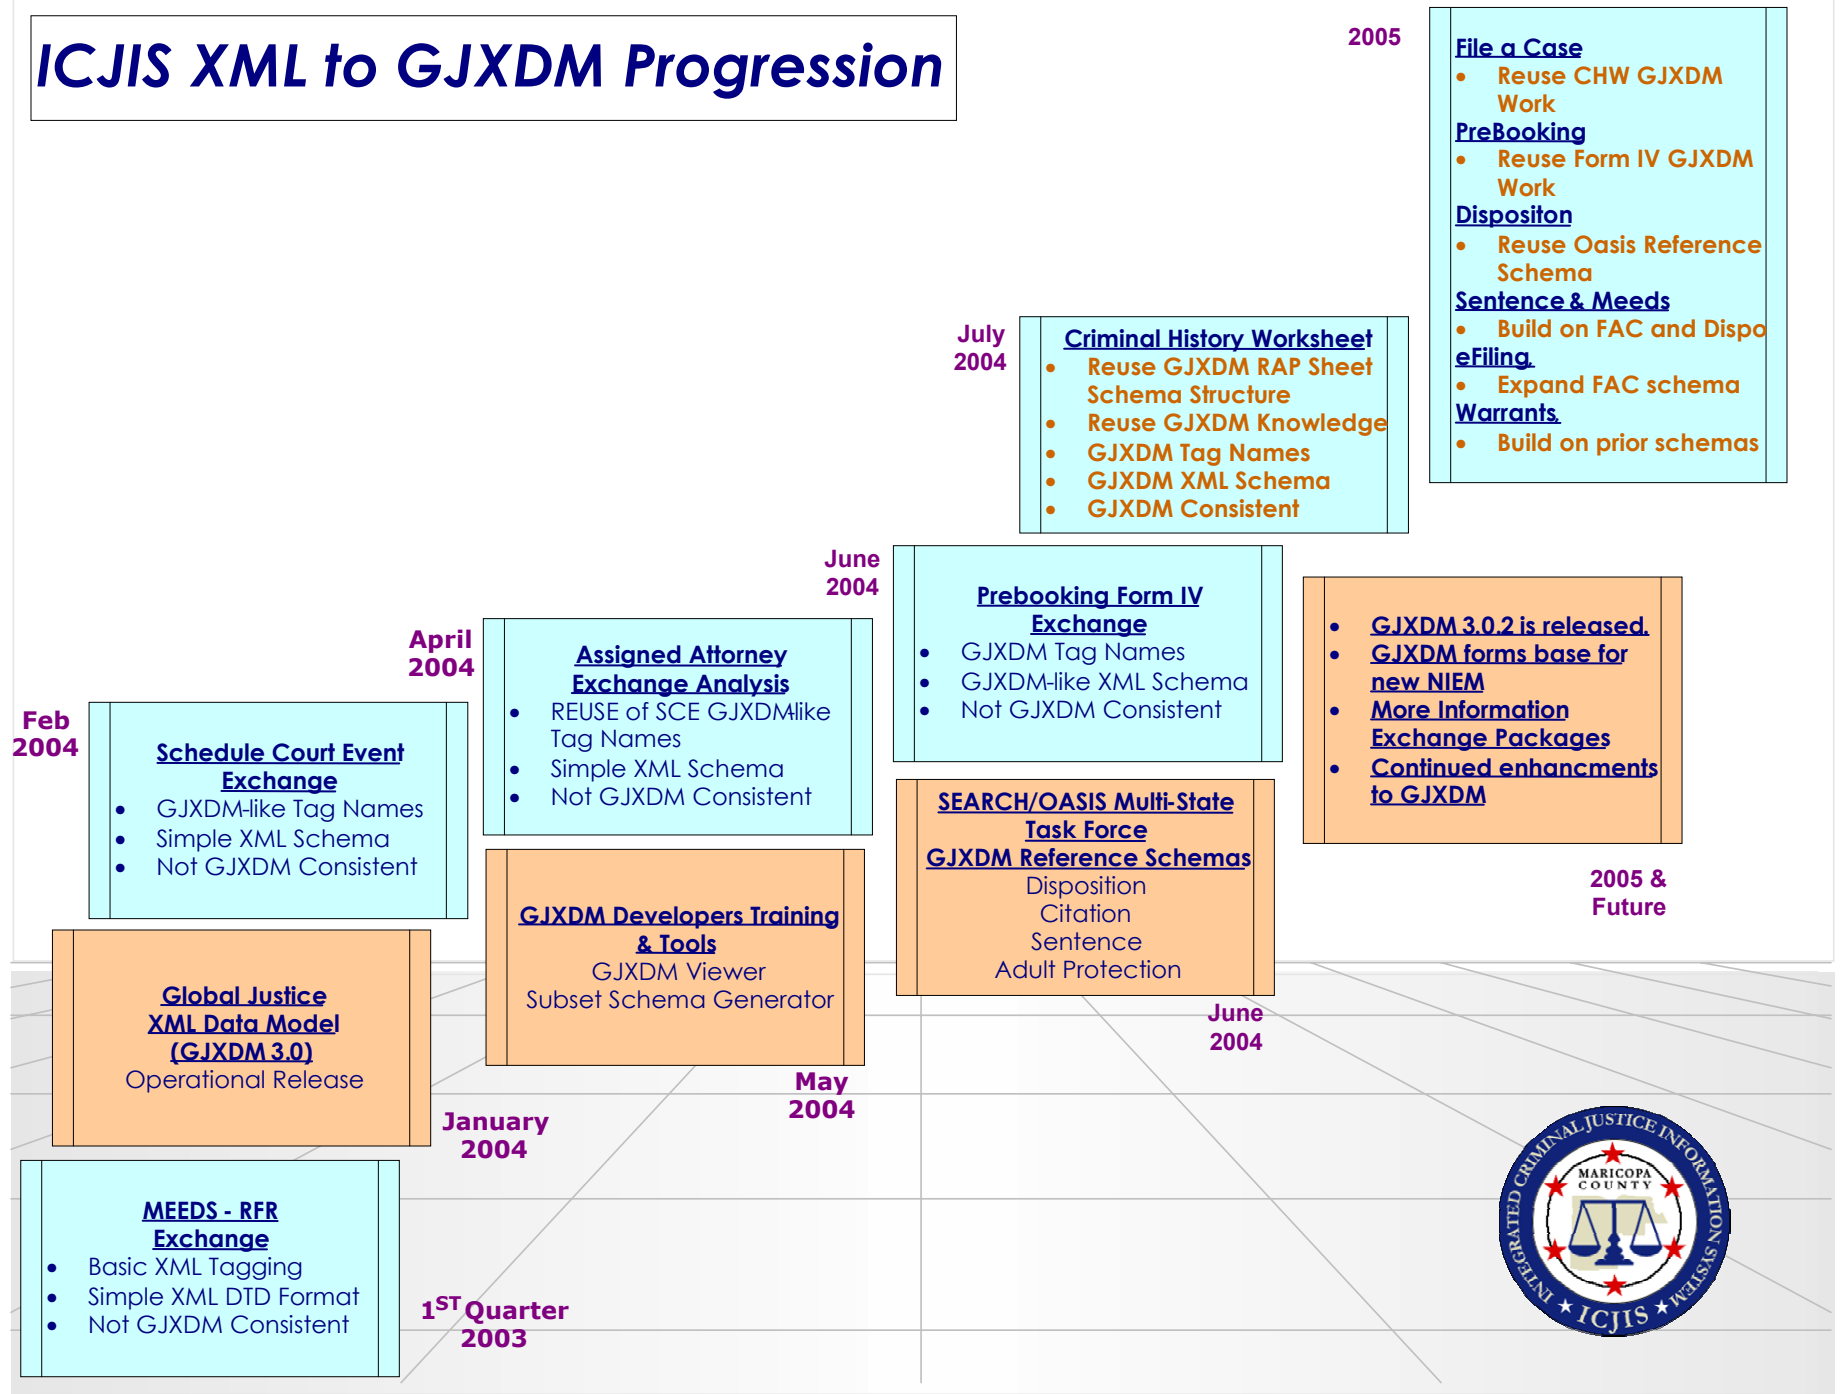 ICJIS XML to GJXDM Progression
2005
File a Case
• Reuse CHW GJXDM
Work
PreBooking
• Reuse Form IV GJXDM
Work
Dispositon
• Reuse Oasis Reference
Schema
Sentence & Meeds
• Build on FAC and Dispo
eFiling,
• Expand FAC schema
Warrants,
• Build on prior schemas
July
2004
Criminal History Worksheet
• Reuse GJXDM RAP Sheet
Schema Structure
• Reuse GJXDM Knowledge
• GJXDM Tag Names
• GJXDM XML Schema
• GJXDM Consistent
June
2004
Prebooking Form IV
Exchange
• GJXDM Tag Names
• GJXDM-like XML Schema
• Not GJXDM Consistent
• GJXDM 3.0.2 is released.
• GJXDM forms base for
new NIEM
• More Information
Exchange Packages
• Continued enhancments
to GJXDM
2005 &
Future
April
2004
Assigned Attorney
Exchange Analysis
• REUSE of SCE GJXDM-like
Tag Names
• Simple XML Schema
• Not GJXDM Consistent
Feb
2004
Schedule Court Event
Exchange
• GJXDM-like Tag Names
• Simple XML Schema
• Not GJXDM Consistent
SEARCH/OASIS Multi-State
Task Force
GJXDM Reference Schemas
Disposition
Citation
Sentence
Adult Protection
June
2004
GJXDM Developers Training
& Tools
GJXDM Viewer
Subset Schema Generator
May
2004
Global Justice
XML Data Model
(GJXDM 3.0)
Operational Release
January
2004
MEEDS - RFR
Exchange
• Basic XML Tagging
• Simple XML DTD Format
• Not GJXDM Consistent
1ST Quarter
2003
INTEGRATED CRIMINAL JUSTICE INFORMATION SYSTEM
MARICOPA
COUNTY
★ ICJIS ★